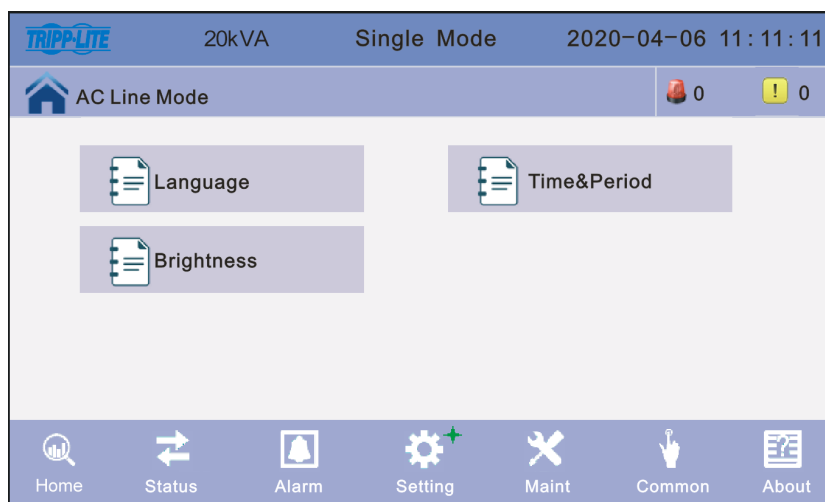 TRIPP·LITE 20kVA Single Mode 2020-04-06 11:11:11
AC Line Mode 0 ! 0
Language Time&Period
Brightness
Home Status Alarm Setting Maint Common About